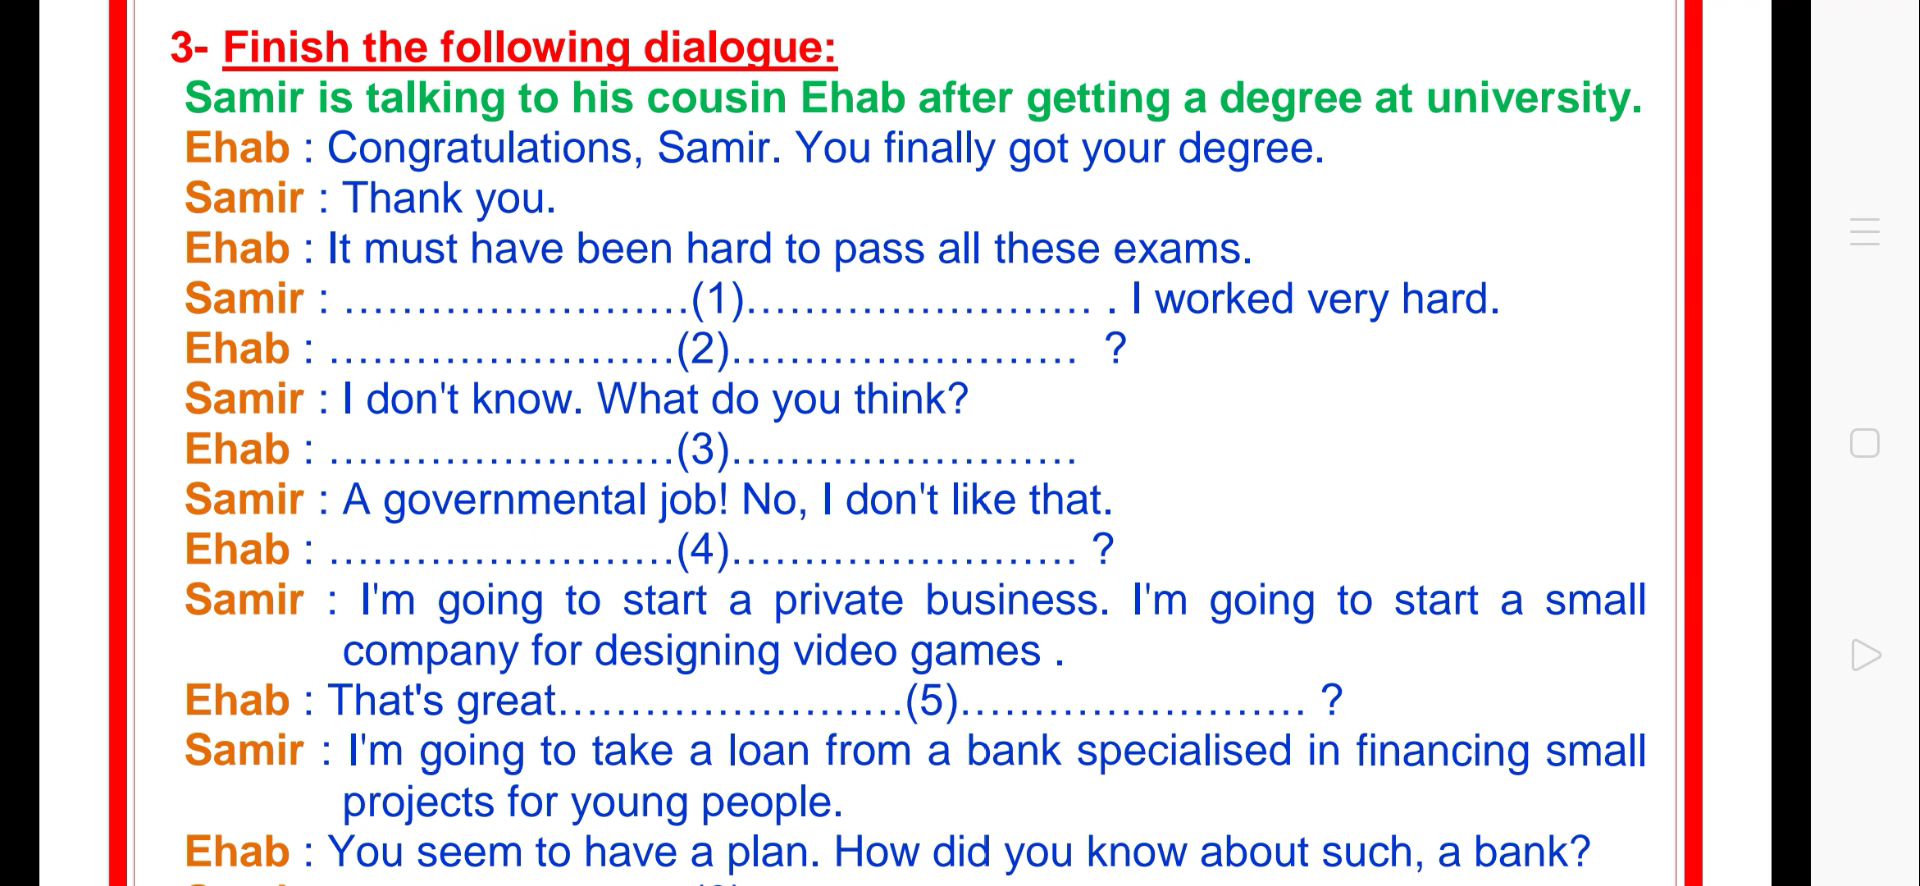 3- Finish the following dialogue:
Samir is talking to his cousin Ehab after getting a degree at university.
Ehab : Congratulations, Samir. You finally got your degree.
Samir : Thank you.
Ehab : It must have been hard to pass all these exams.
Samir : ........................(1)........................ . I worked very hard.
Ehab : ........................(2)........................ ?
Samir : I don't know. What do you think?
Ehab : ........................(3)........................
Samir : A governmental job! No, I don't like that.
Ehab : ........................(4)........................ ?
Samir : I'm going to start a private business. I'm going to start a small
company for designing video games .
Ehab : That's great........................(5)........................ ?
Samir : I'm going to take a loan from a bank specialised in financing small
projects for young people.
Ehab : You seem to have a plan. How did you know about such, a bank?